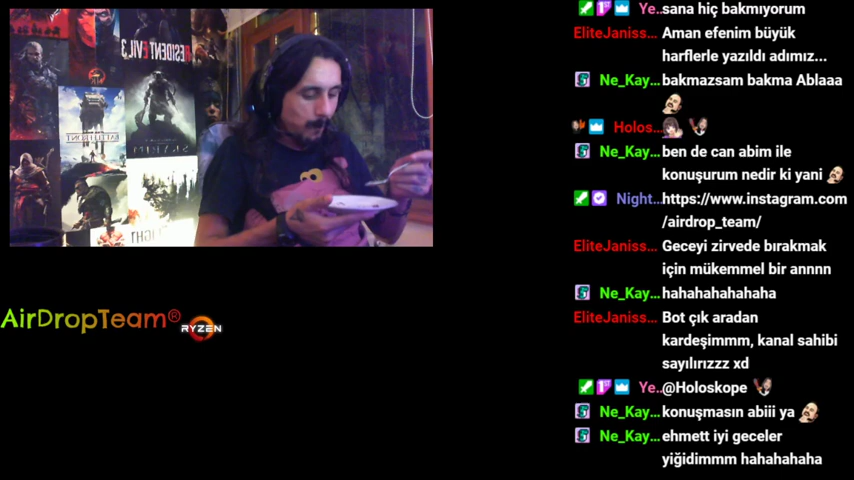 RESIDENT EVIL 3
BATTLEFRONT
SKYRIM
LIGHT
AirDropTeam®
RYZEN
Ye.. sana hiç bakmıyorum
EliteJaniss... Aman efenim büyük
harflerle yazıldı adımız...
Ne_Kay... bakmazsam bakma Ablaaa
Holos...
Ne_Kay... ben de can abim ile
konuşurum nedir ki yani
Night... https://www.instagram.com
/airdrop_team/
EliteJaniss... Geceyi zirvede bırakmak
için mükemmel bir annnn
Ne_Kay... hahahahahahaha
EliteJaniss... Bot çık aradan
kardeşimmm, kanal sahibi
sayılırızzz xd
Ye.. @Holoskope
Ne_Kay... konuşmasın abiii ya
Ne_Kay... ehmett iyi geceler
yiğidimmm hahahahaha